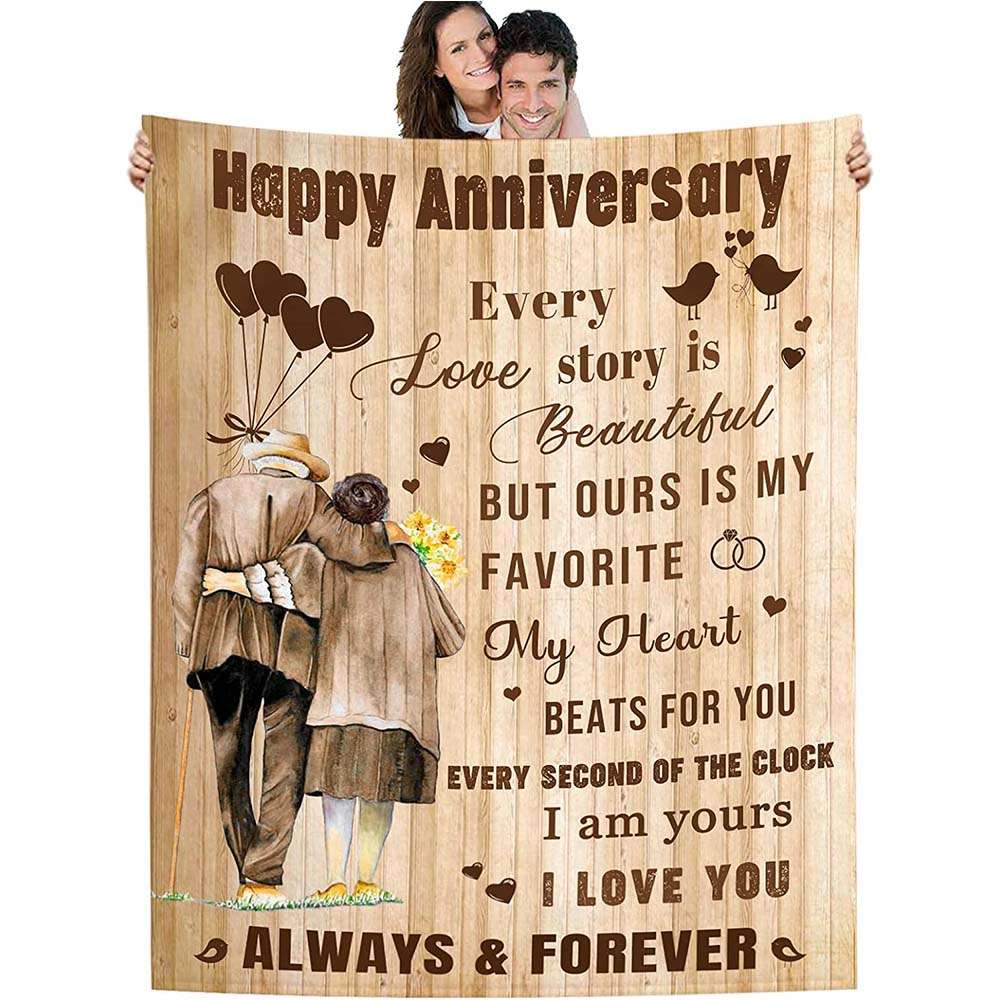 Happy Anniversary
Every
Love story is
Beautiful
BUT OURS IS MY
FAVORITE
My Heart
BEATS FOR YOU
EVERY SECOND OF THE CLOCK
I am yours
I LOVE YOU
ALWAYS & FOREVER